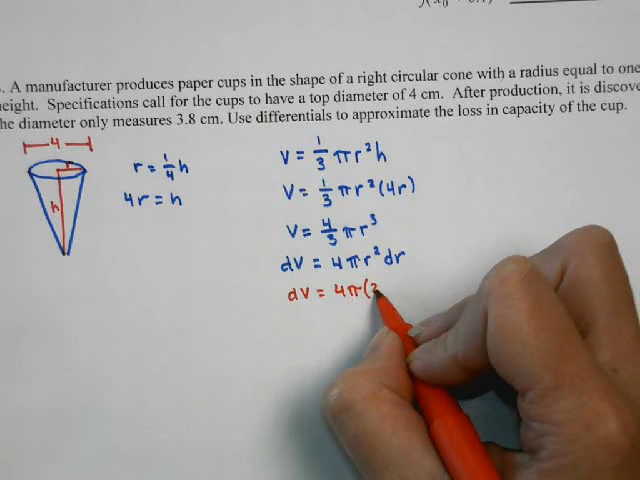 . A manufacturer produces paper cups in the shape of a right circular cone with a radius equal to one
height. Specifications call for the cups to have a top diameter of 4 cm. After production, it is discove
he diameter only measures 3.8 cm. Use differentials to approximate the loss in capacity of the cup.
4
r
h
r = 1/4 h
4r = h
V = 1/3 πr²h
V = 1/3 πr²(4r)
V = 4/3 πr³
dV = 4πr²dr
dV = 4π(2